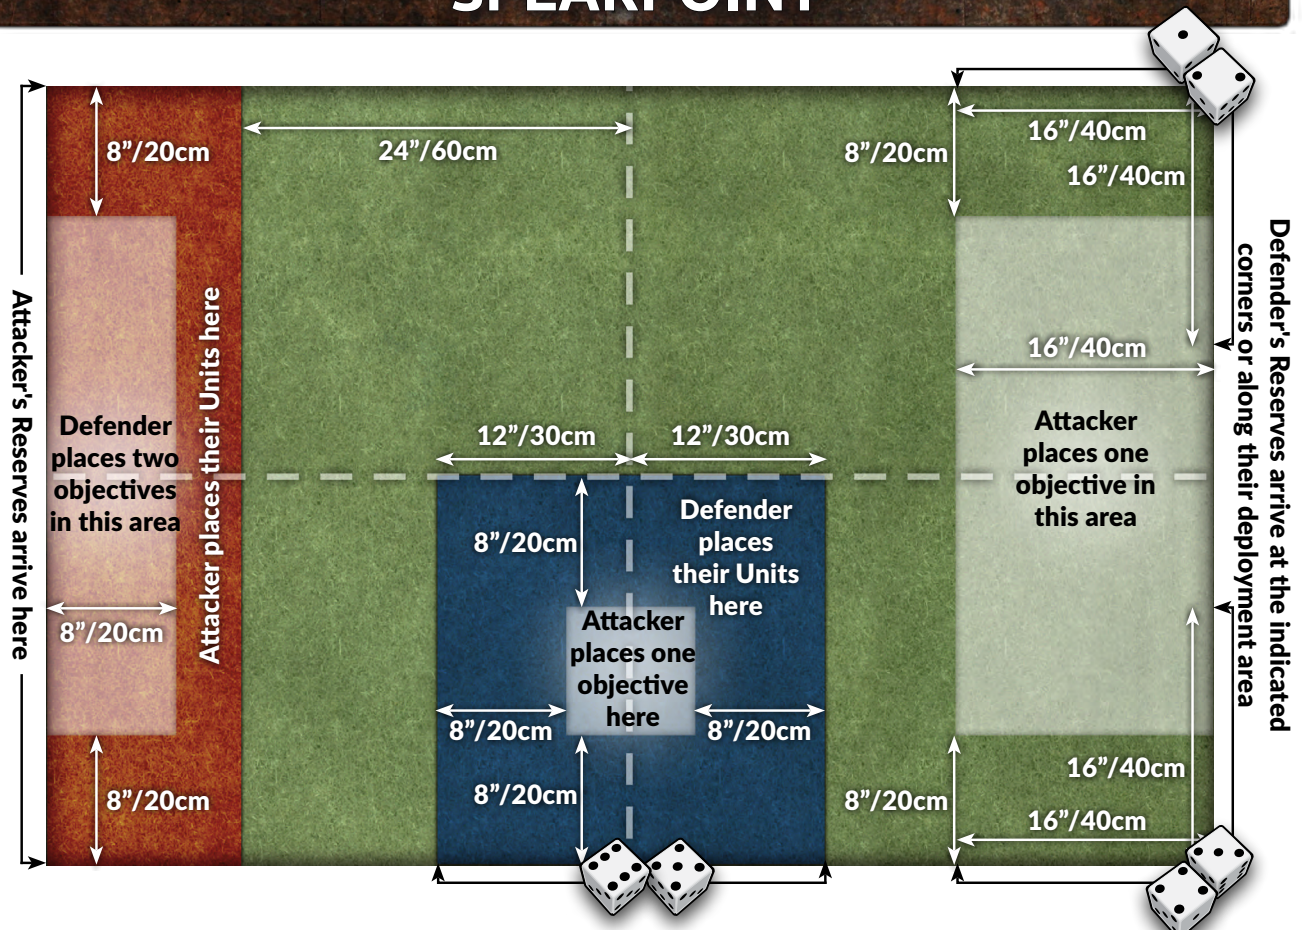 SPEARPOINT
8”/20cm
24”/60cm
8”/20cm
16”/40cm
16”/40cm
Attacker's Reserves arrive here
Defender
places two
objectives
in this area
Attacker places their Units here
8”/20cm
8”/20cm
12”/30cm
12”/30cm
8”/20cm
Defender
places
their Units
here
Attacker
places one
objective
here
8”/20cm
8”/20cm
8”/20cm
16”/40cm
Attacker
places one
objective in
this area
8”/20cm
16”/40cm
16”/40cm
Defender's Reserves arrive at the indicated
corners or along their deployment area